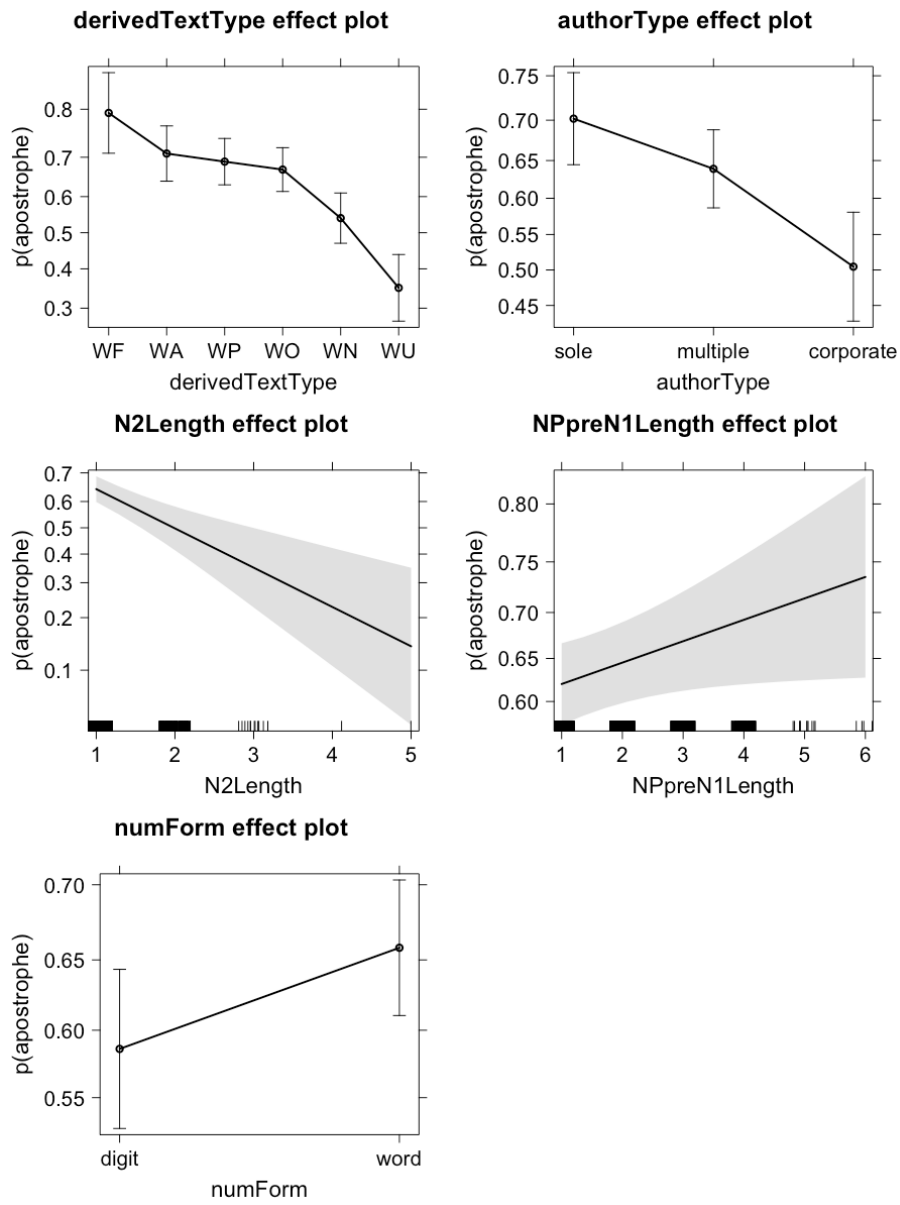 derivedTextType effect plot
p(apostrophe)
0.8
0.7
0.6
0.5
0.4
0.3
WF WA WP WO WN WU
derivedTextType
authorType effect plot
p(apostrophe)
0.75
0.70
0.65
0.60
0.55
0.50
0.45
sole multiple corporate
authorType
N2Length effect plot
p(apostrophe)
0.7
0.6
0.5
0.4
0.3
0.2
0.1
1 2 3 4 5
N2Length
NPpreN1Length effect plot
p(apostrophe)
0.80
0.75
0.70
0.65
0.60
1 2 3 4 5 6
NPpreN1Length
numForm effect plot
p(apostrophe)
0.70
0.65
0.60
0.55
digit word
numForm